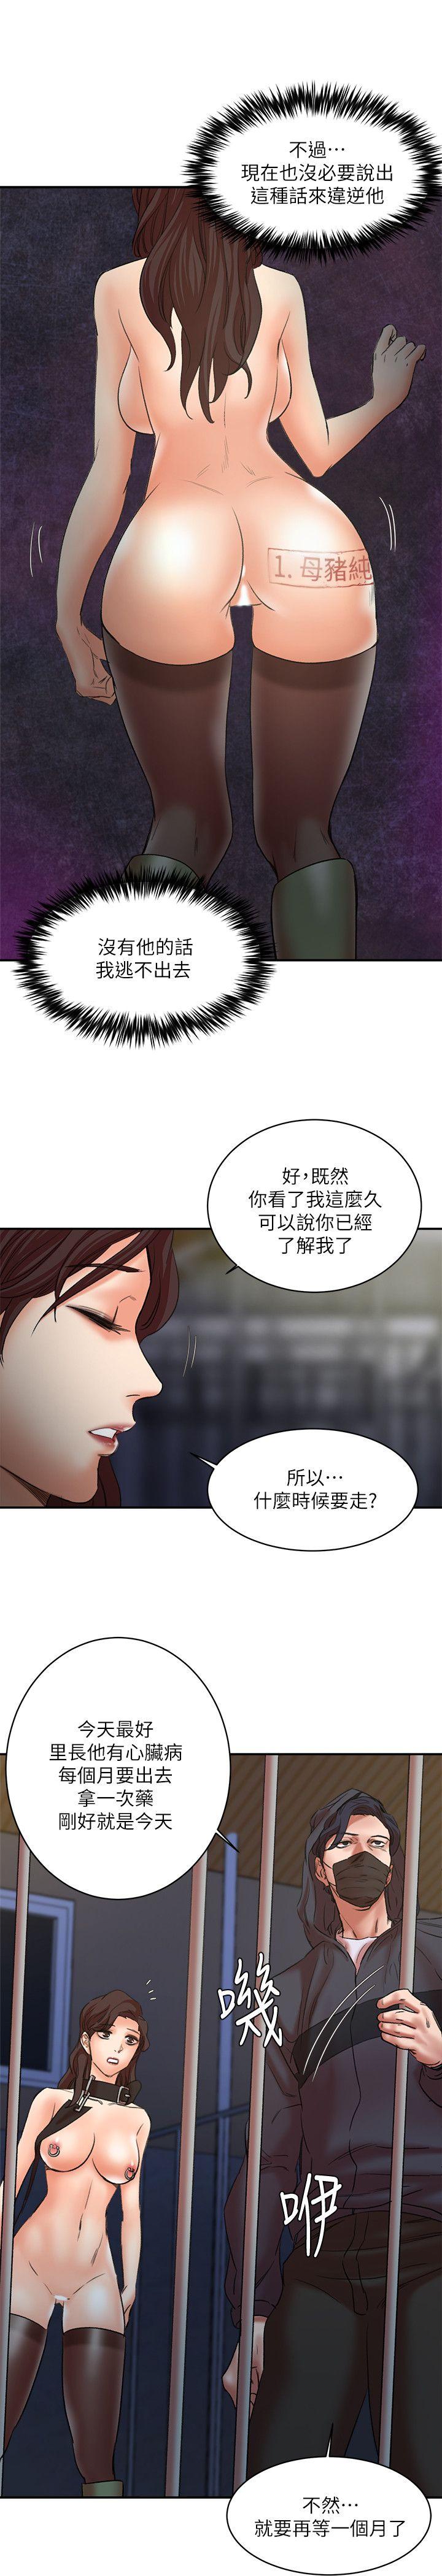 不過…
現在也沒必要說出
這種話來違逆他
1. 母豬純
沒有他的話
我逃不出去
好，既然
你看了我這麼久
可以說你已經
了解我了
所以…
什麼時候要走?
今天最好
里長他有心臟病
每個月要出去
拿一次藥
剛好就是今天
嘰
咿
不然…
就要再等一個月了